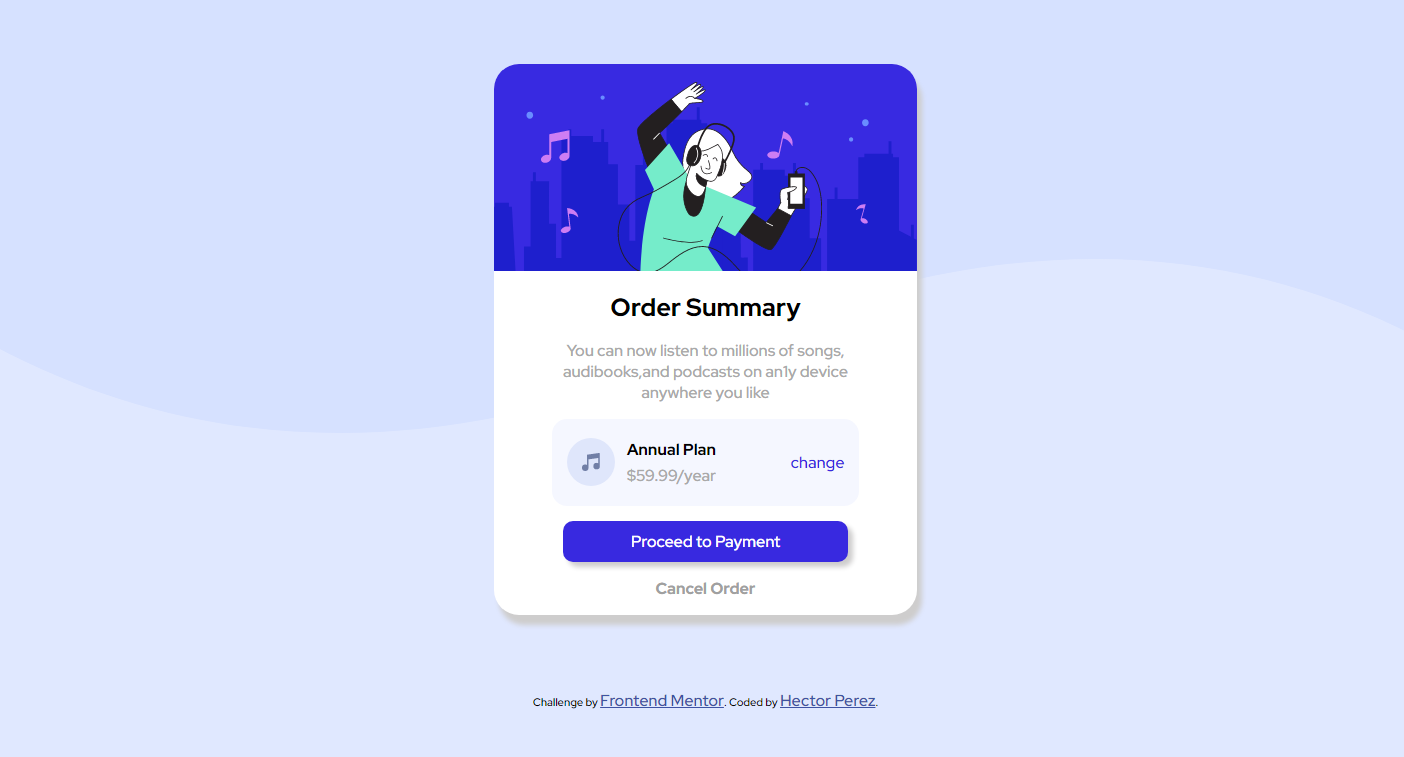 Order Summary
You can now listen to millions of songs,
audibooks,and podcasts on an1y device
anywhere you like
Annual Plan
$59.99/year
change
Proceed to Payment
Cancel Order
Challenge by Frontend Mentor. Coded by Hector Perez.